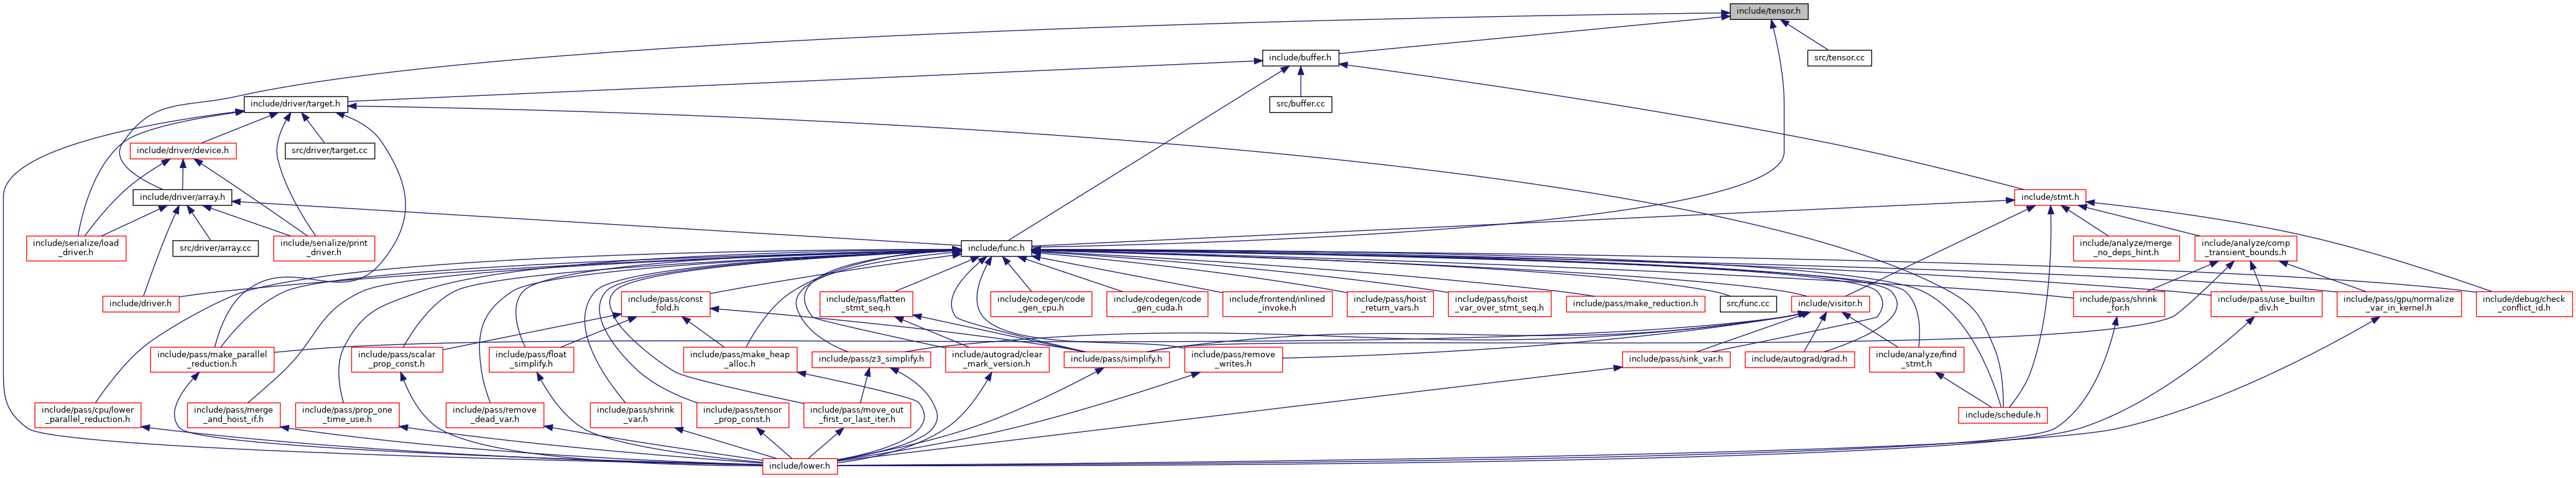 include/tensor.h
include/buffer.h
src/tensor.cc
include/driver/target.h
src/buffer.cc
include/driver/device.h
src/driver/target.cc
include/driver/array.h
include/stmt.h
include/serialize/load
_driver.h
src/driver/array.cc
include/serialize/print
_driver.h
include/func.h
include/analyze/merge
_no_deps_hint.h
include/analyze/comp
_transient_bounds.h
include/driver.h
include/pass/const
_fold.h
include/pass/flatten
_stmt_seq.h
include/codegen/code
_gen_cpu.h
include/codegen/code
_gen_cuda.h
include/frontend/inlined
_invoke.h
include/pass/hoist
_return_vars.h
include/pass/hoist
_var_over_stmt_seq.h
include/pass/make_reduction.h
src/func.cc
include/visitor.h
include/pass/shrink
_for.h
include/pass/use_builtin
_div.h
include/pass/gpu/normalize
_var_in_kernel.h
include/debug/check
_conflict_id.h
include/pass/make_parallel
_reduction.h
include/pass/scalar
_prop_const.h
include/pass/float
_simplify.h
include/pass/make_heap
_alloc.h
include/pass/z3_simplify.h
include/autograd/clear
_mark_version.h
include/pass/simplify.h
include/pass/remove
_writes.h
include/pass/sink_var.h
include/autograd/grad.h
include/analyze/find
_stmt.h
include/pass/cpu/lower
_parallel_reduction.h
include/pass/merge
_and_hoist_if.h
include/pass/prop_one
_time_use.h
include/pass/remove
_dead_var.h
include/pass/shrink
_var.h
include/pass/tensor
_prop_const.h
include/pass/move_out
_first_or_last_iter.h
include/schedule.h
include/lower.h